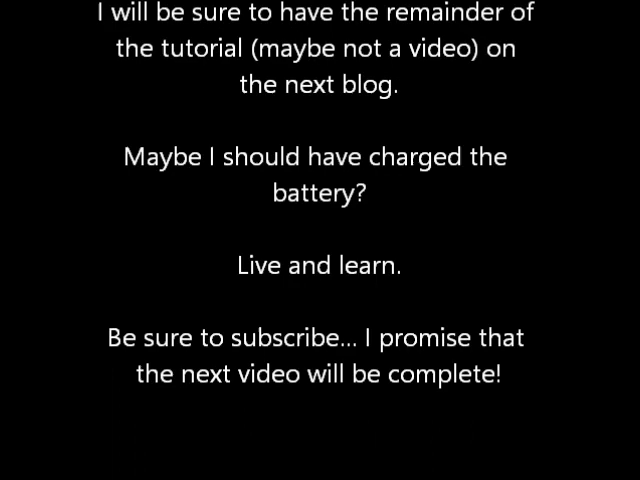 I will be sure to have the remainder of
the tutorial (maybe not a video) on
the next blog.
Maybe I should have charged the
battery?
Live and learn.
Be sure to subscribe... I promise that
the next video will be complete!